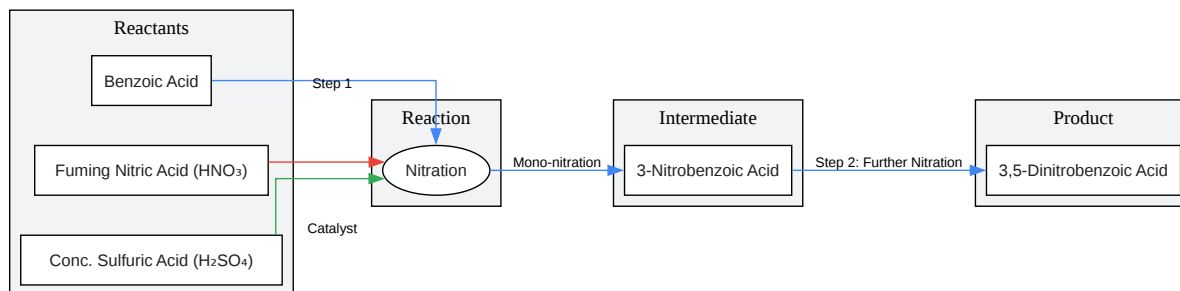 Reactants
Benzoic Acid
Step 1
Fuming Nitric Acid (HNO₃)
Catalyst
Conc. Sulfuric Acid (H₂SO₄)
Reaction
Nitration
Mono-nitration
Intermediate
3-Nitrobenzoic Acid
Step 2: Further Nitration
Product
3,5-Dinitrobenzoic Acid